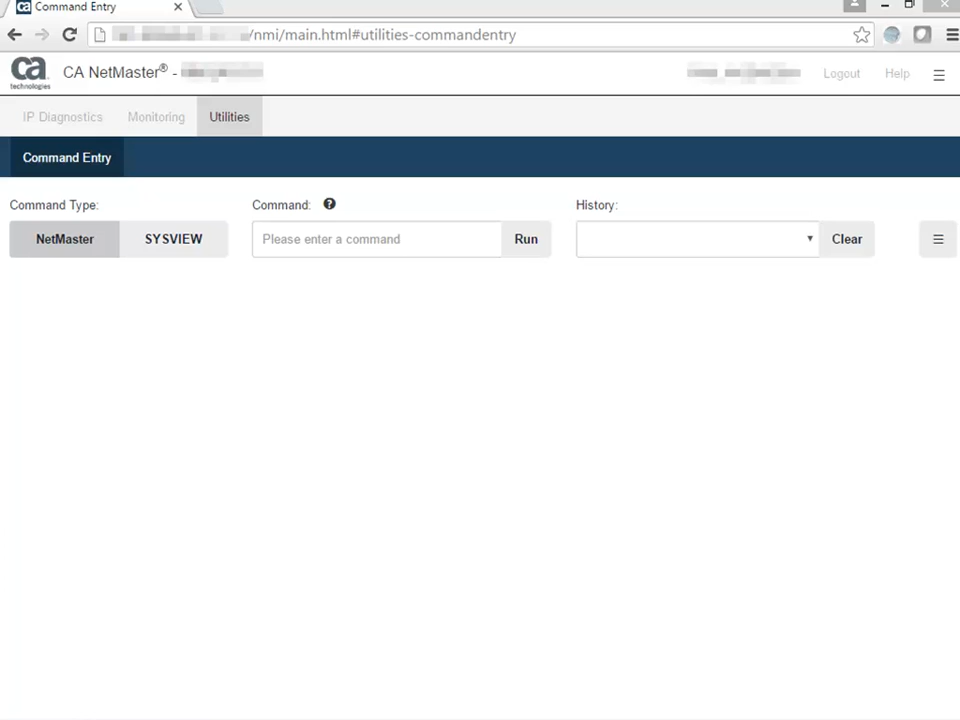 Command Entry
/nmi/main.html#utilities-commandentry
ca
technologies
CA NetMaster® -
Logout
Help
IP Diagnostics
Monitoring
Utilities
Command Entry
Command Type:
Command:
History:
NetMaster
SYSVIEW
Please enter a command
Run
Clear